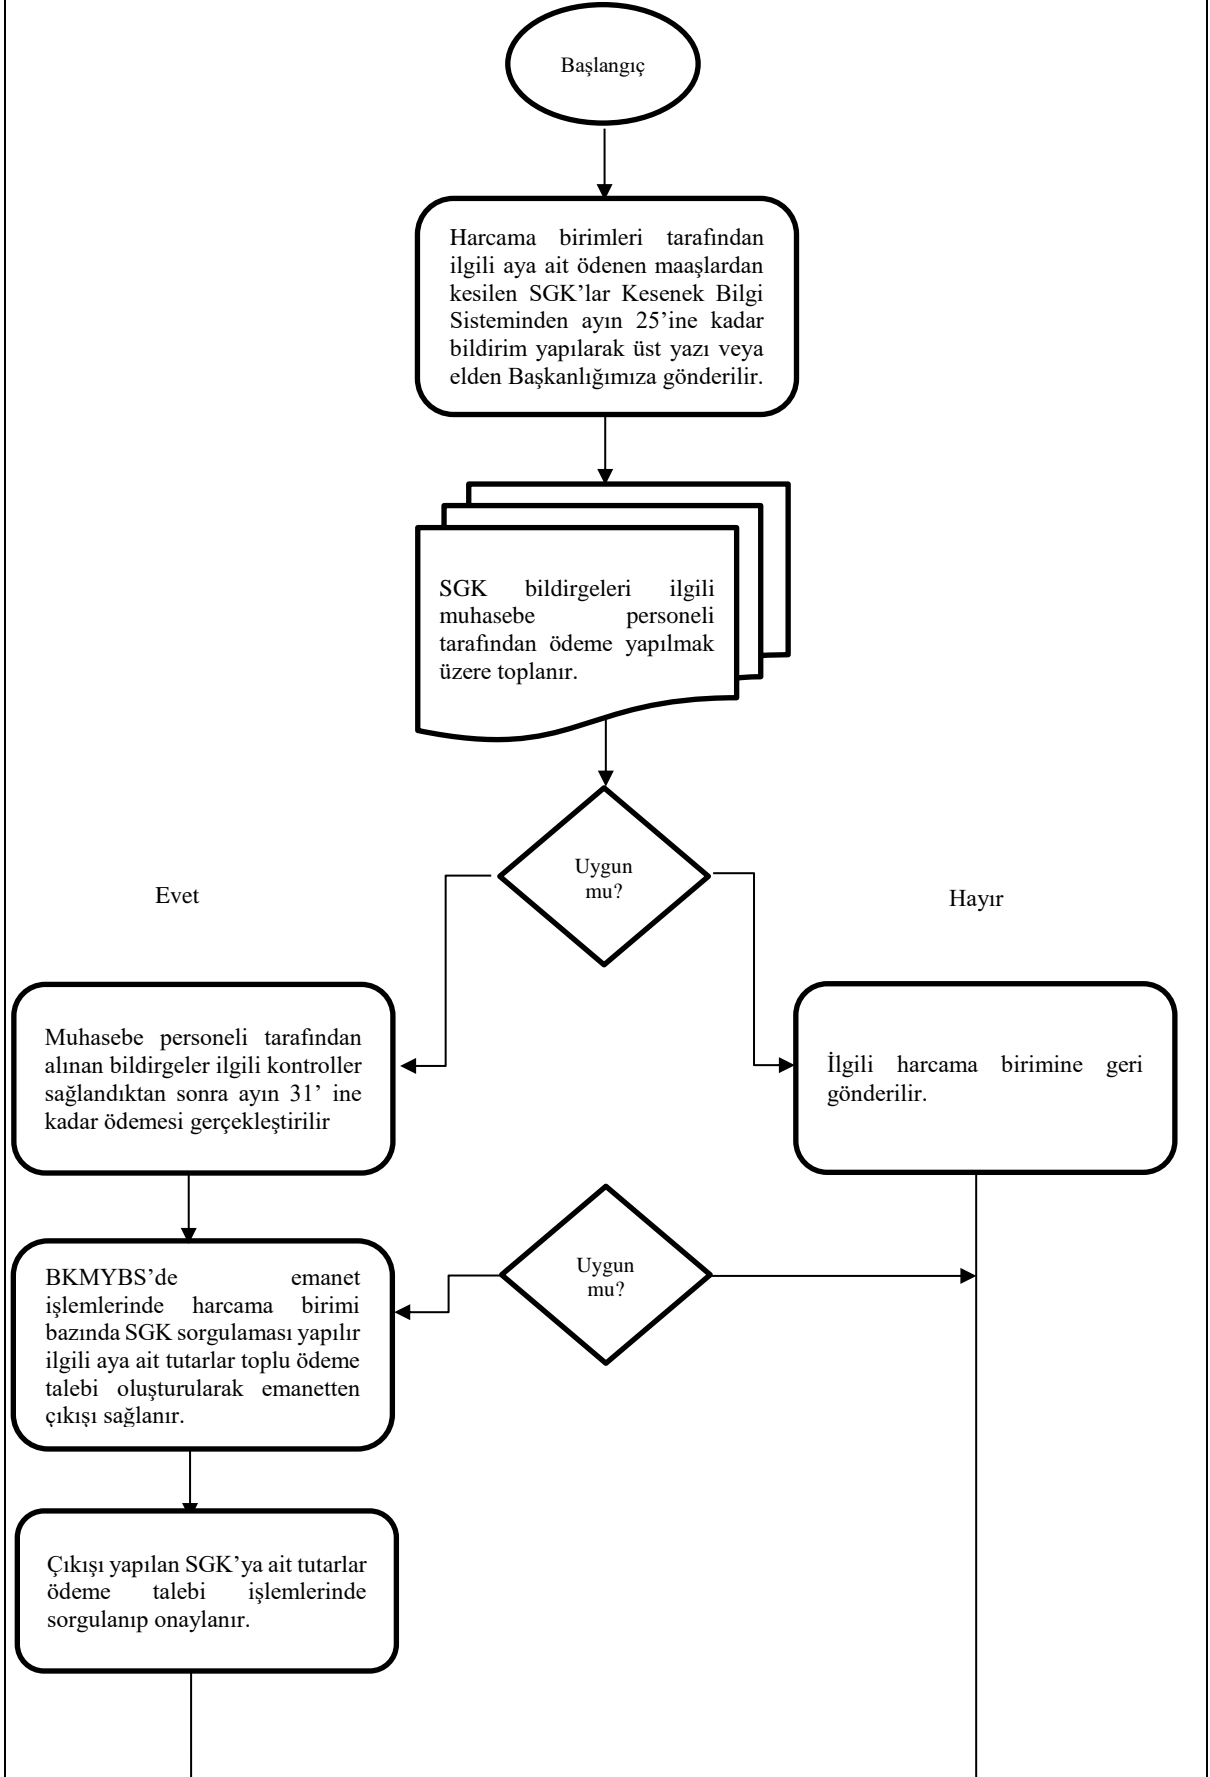 Başlangıç
Harcama birimleri tarafından
ilgili aya ait ödenen maaşlardan
kesilen SGK’lar Kesenek Bilgi
Sisteminden ayın 25’ine kadar
bildirim yapılarak üst yazı veya
elden Başkanlığımıza gönderilir.
SGK bildirgeleri ilgili
muhasebe personeli
tarafından ödeme yapılmak
üzere toplanır.
Uygun
mu?
Evet
Hayır
Muhasebe personeli tarafından
alınan bildirgeler ilgili kontroller
sağlandıktan sonra ayın 31’ ine
kadar ödemesi gerçekleştirilir
İlgili harcama birimine geri
gönderilir.
Uygun
mu?
BKMYBS’de emanet
işlemlerinde harcama birimi
bazında SGK sorgulaması yapılır
ilgili aya ait tutarlar toplu ödeme
talebi oluşturularak emanetten
çıkışı sağlanır.
Çıkışı yapılan SGK’ya ait tutarlar
ödeme talebi işlemlerinde
sorgulanıp onaylanır.